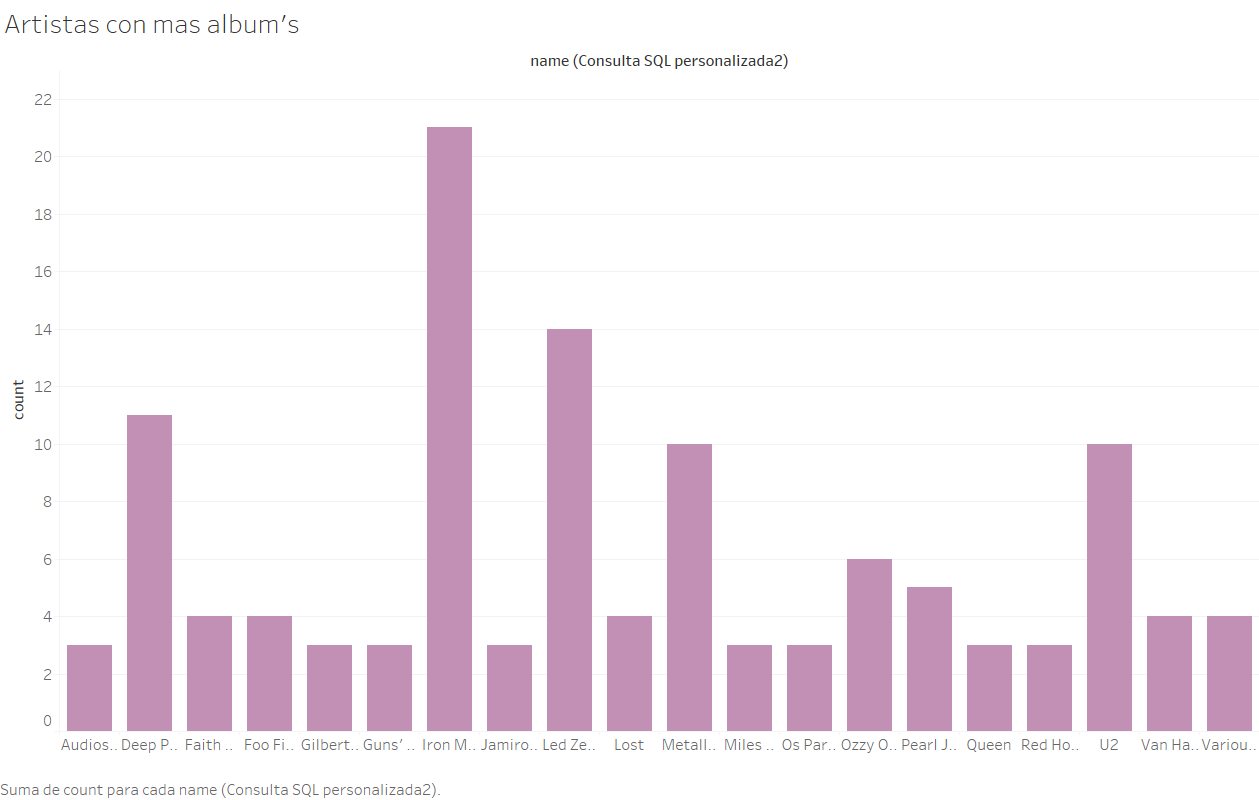 Artistas con mas album's
name (Consulta SQL personalizada2)
22
20
18
16
14
12
10
8
6
4
2
0
count
Audios.. Deep P.. Faith .. Foo Fi.. Gilbert.. Guns' .. Iron M.. Jamiro.. Led Ze.. Lost Metall.. Miles .. Os Par.. Ozzy O.. Pearl J.. Queen Red Ho.. U2 Van Ha.. Variou..
Suma de count para cada name (Consulta SQL personalizada2).